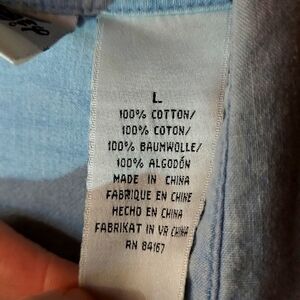 L
100% COTTON/
100% COTON/
100% BAUMWOLLE/
100% ALGODÓN
MADE IN CHINA
FABRIQUE EN CHINE
HECHO EN CHINA
FABRIKAT IN VR CHINA
RN 84167